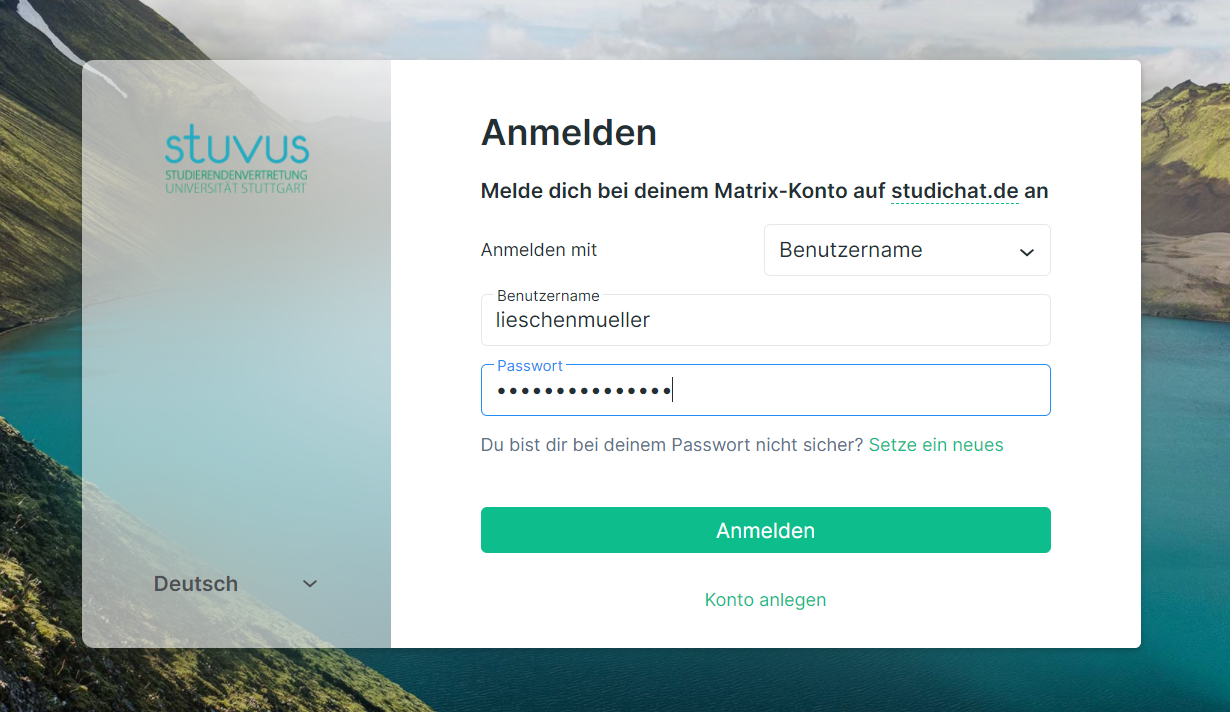 stuvus
STUDIERENDENVERTRETUNG
UNIVERSITÄT STUTTGART
Deutsch
Anmelden
Melde dich bei deinem Matrix-Konto auf studichat.de an
Anmelden mit
Benutzername
Benutzername
lieschenmueller
Passwort
•••••••••••••••
Du bist dir bei deinem Passwort nicht sicher? Setze ein neues
Anmelden
Konto anlegen